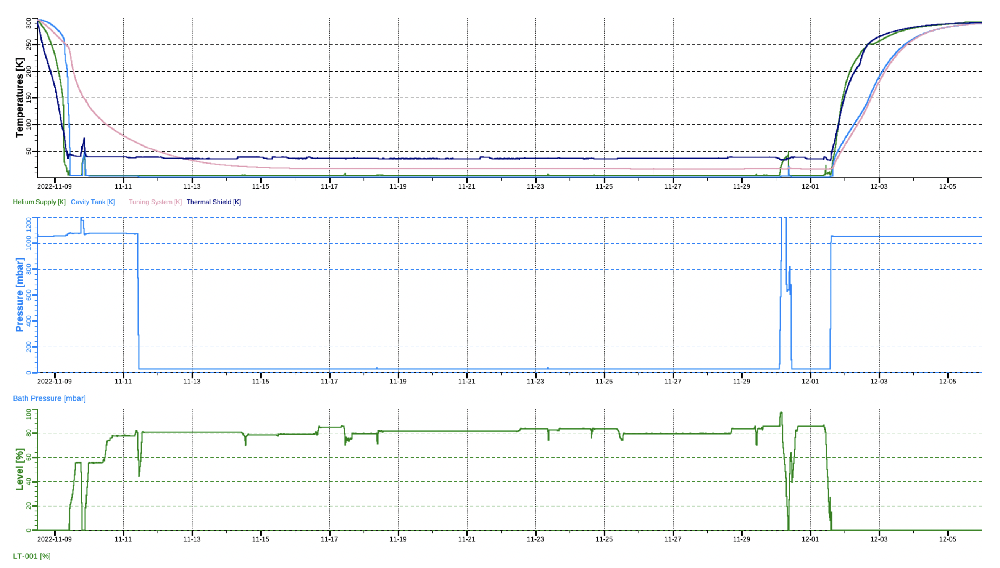 Temperatures [K]
300
250
200
150
100
50
2022-11-09 11-11 11-13 11-15 11-17 11-19 11-21 11-23 11-25 11-27 11-29 12-01 12-03 12-05
Helium Supply [K] Cavity Tank [K] Tuning System [K] Thermal Shield [K]
Pressure [mbar]
1200
1000
800
600
400
200
0
2022-11-09 11-11 11-13 11-15 11-17 11-19 11-21 11-23 11-25 11-27 11-29 12-01 12-03 12-05
Bath Pressure [mbar]
Level [%]
100
80
60
40
20
0
2022-11-09 11-11 11-13 11-15 11-17 11-19 11-21 11-23 11-25 11-27 11-29 12-01 12-03 12-05
LT-001 [%]